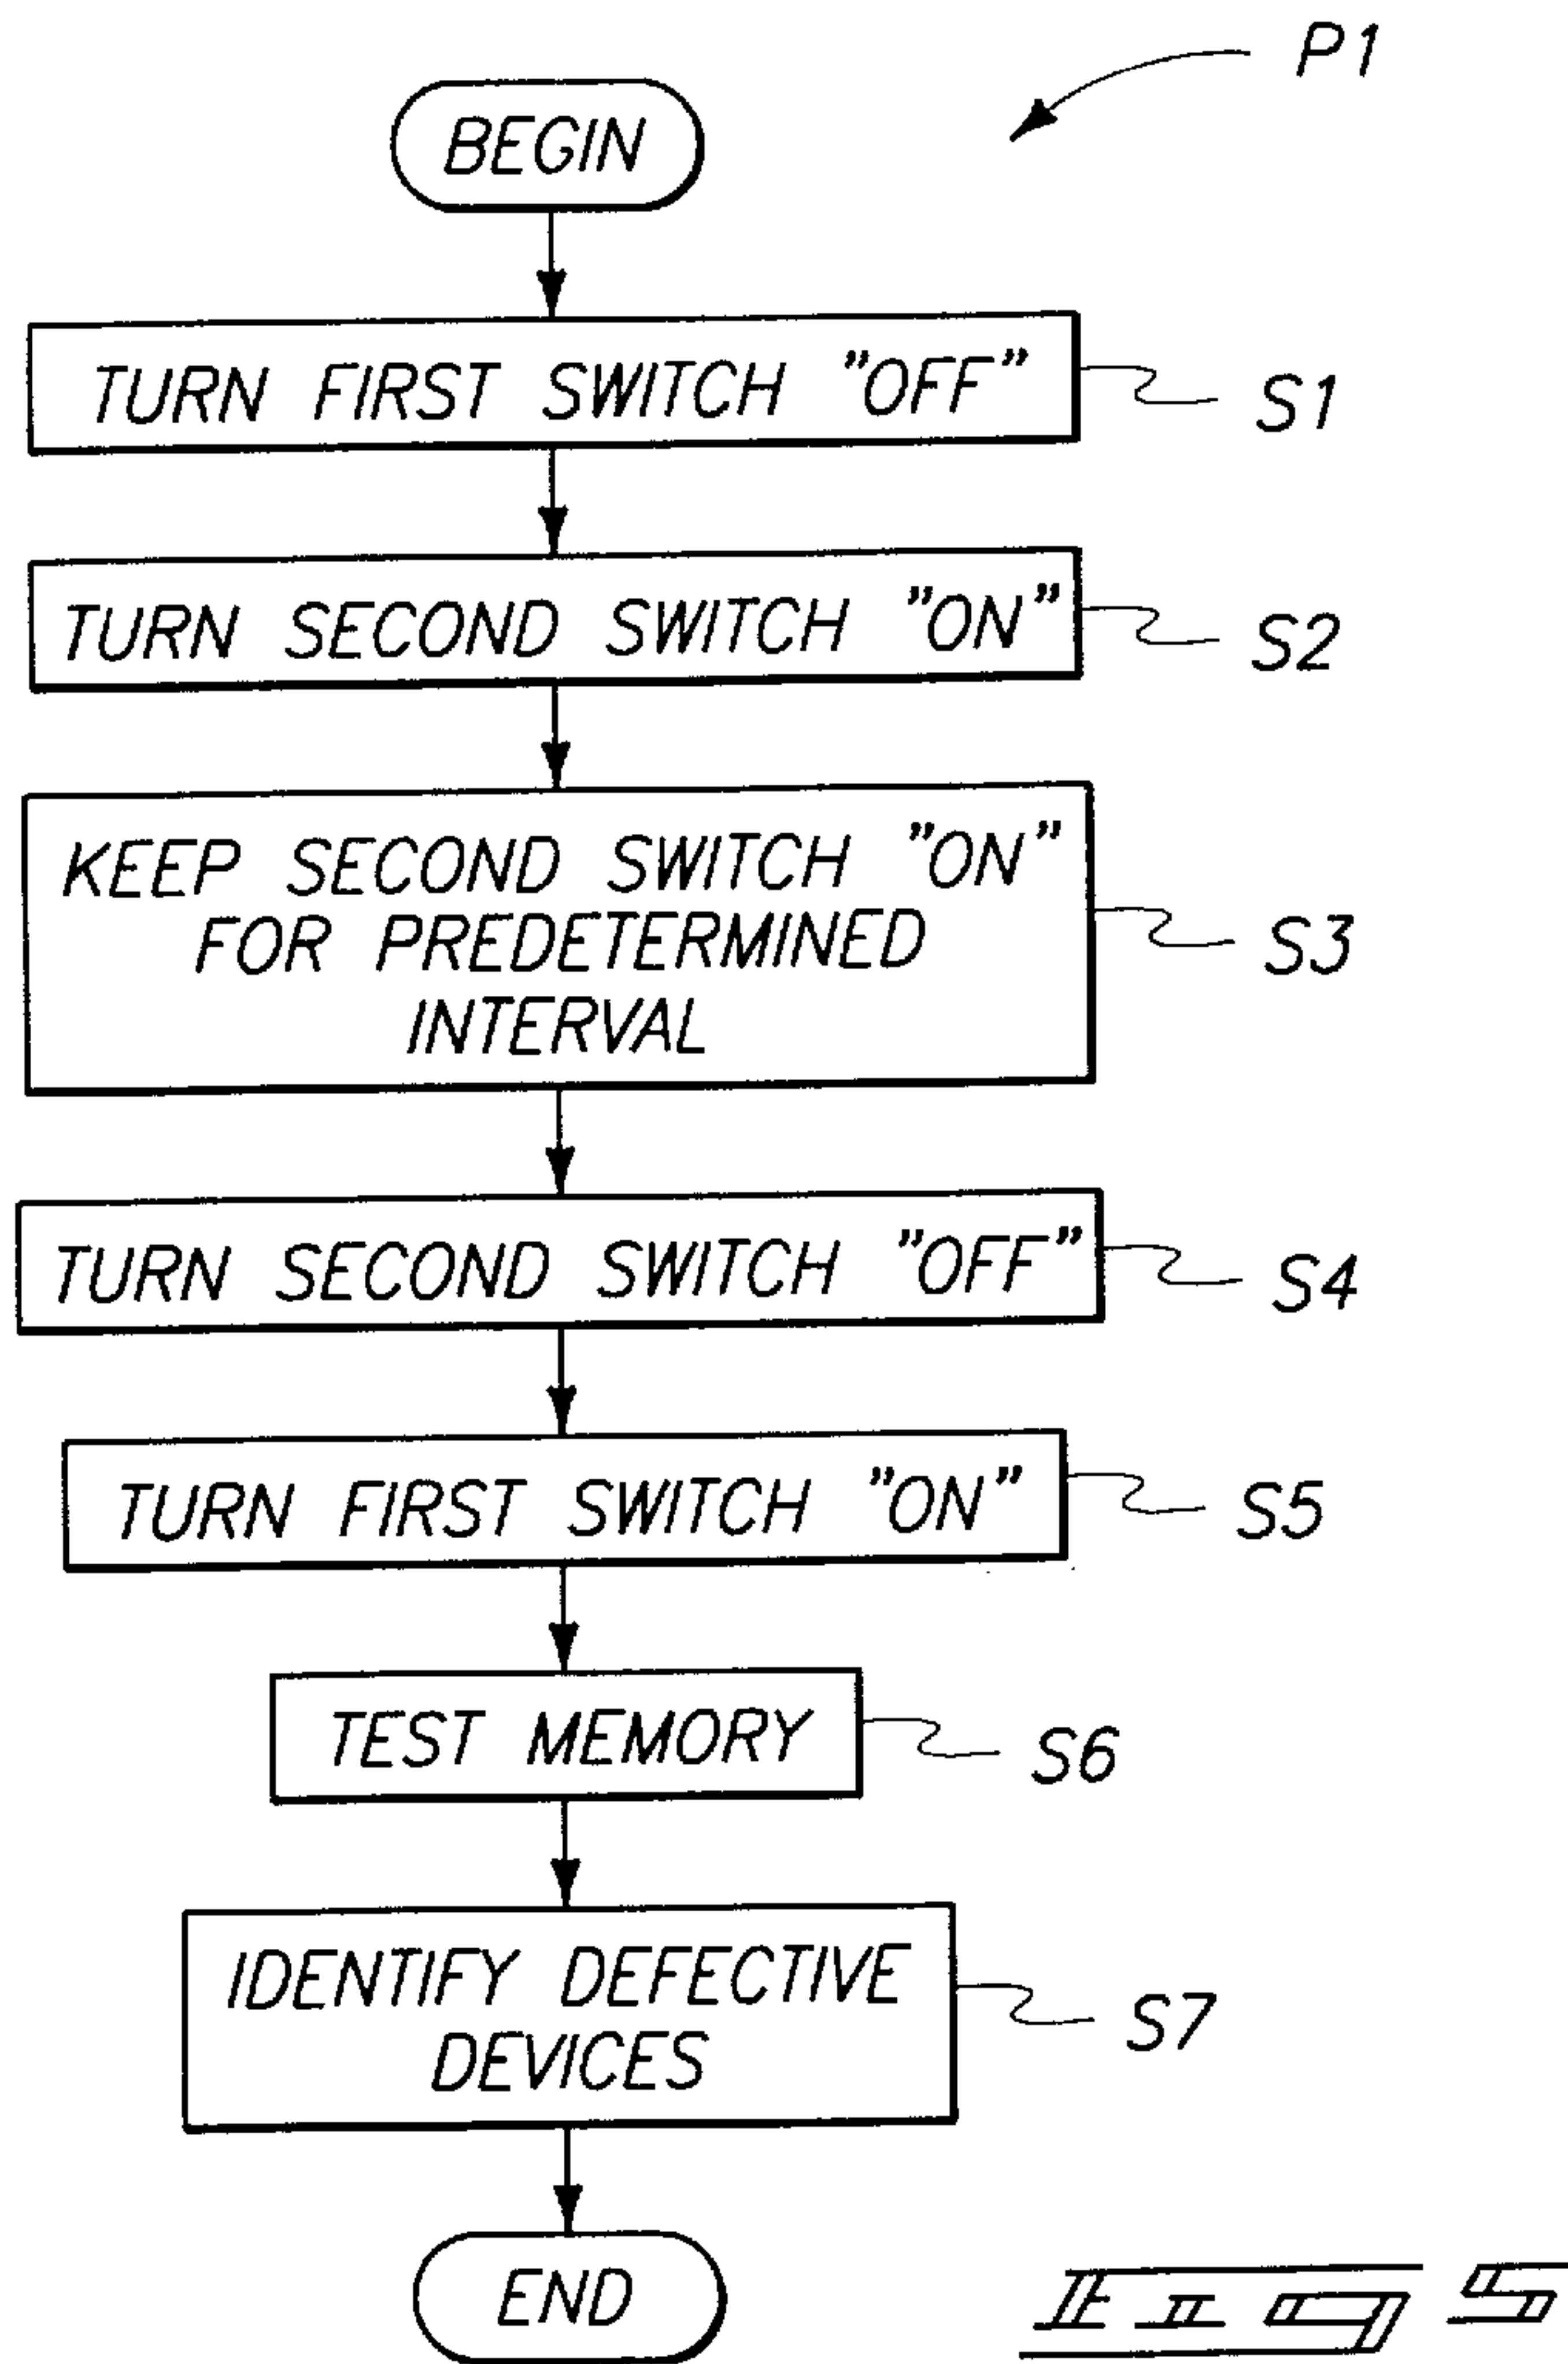 P1
BEGIN
TURN FIRST SWITCH "OFF"
S1
TURN SECOND SWITCH "ON"
S2
KEEP SECOND SWITCH "ON"
FOR PREDETERMINED
INTERVAL
S3
TURN SECOND SWITCH "OFF"
S4
TURN FIRST SWITCH "ON"
S5
TEST MEMORY
S6
IDENTIFY DEFECTIVE
DEVICES
S7
END
Fig 5